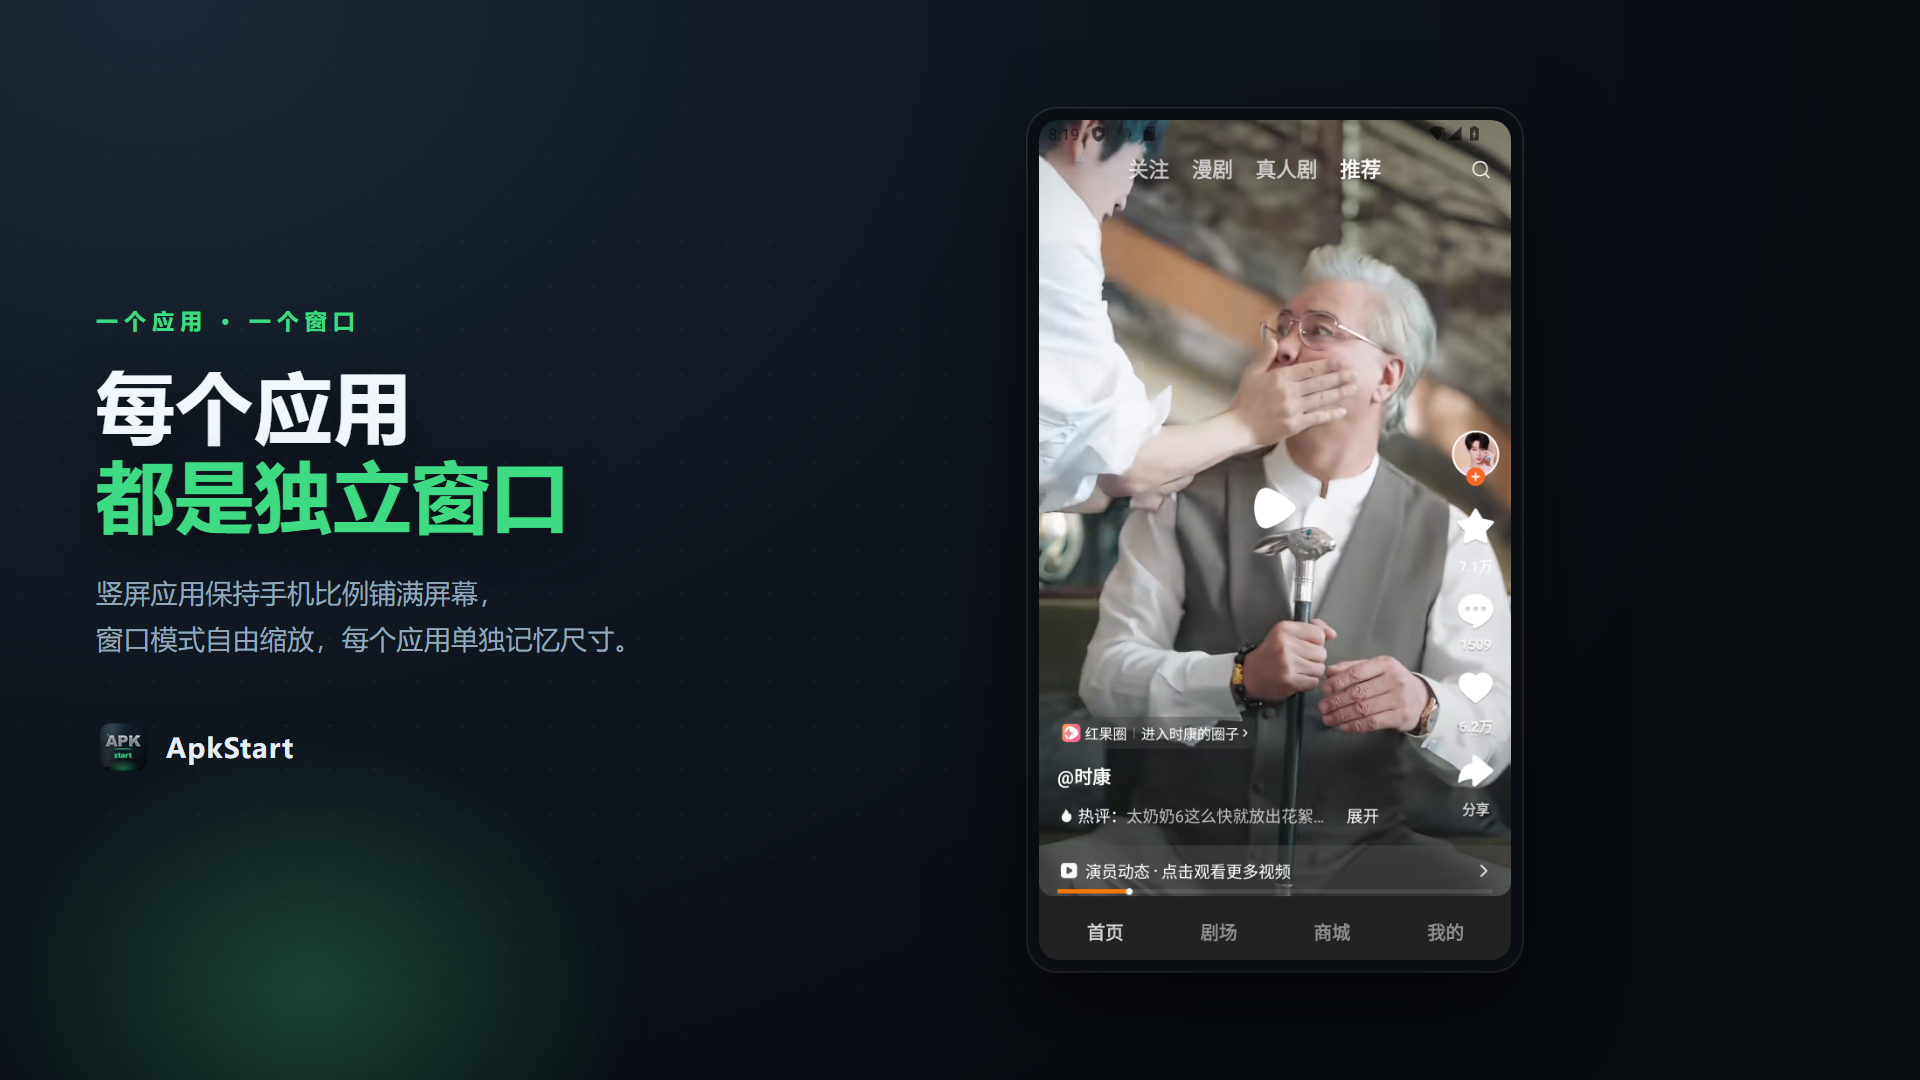 一个应用 · 一个窗口
每个应用
都是独立窗口
竖屏应用保持手机比例铺满屏幕，
窗口模式自由缩放，每个应用单独记忆尺寸。
APK
start
ApkStart
8:19
关注 漫剧 真人剧 推荐
7.1万
1509
6.2万
分享
红果圈 | 进入时康的圈子 >
@时康
热评：太奶奶6这么快就放出花絮... 展开
演员动态 · 点击观看更多视频
首页 剧场 商城 我的